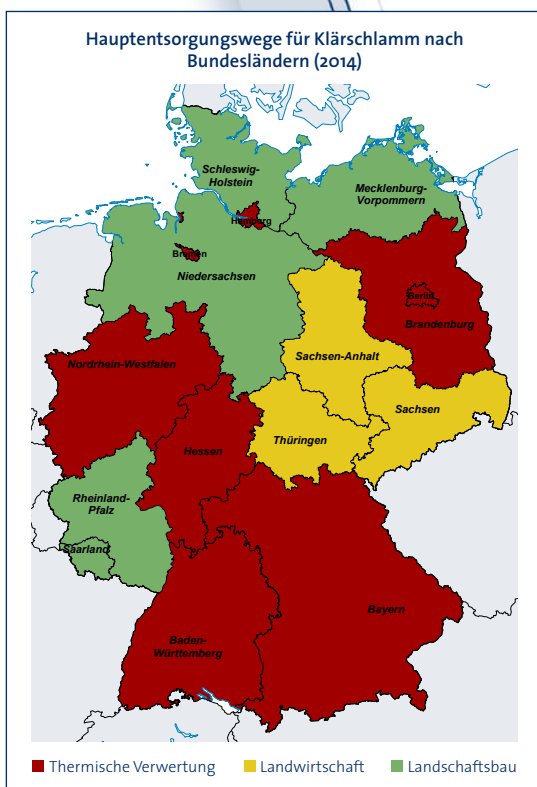 Hauptentsorgungswege für Klärschlamm nach
Bundesländern (2014)
Schleswig-
Holstein
Mecklenburg-
Vorpommern
Hamburg
Bremen
Niedersachsen
Berlin
Brandenburg
Sachsen-Anhalt
Nordrhein-Westfalen
Sachsen
Thüringen
Hessen
Rheinland-
Pfalz
Saarland
Bayern
Baden-
Württemberg
Thermische Verwertung
Landwirtschaft
Landschaftsbau